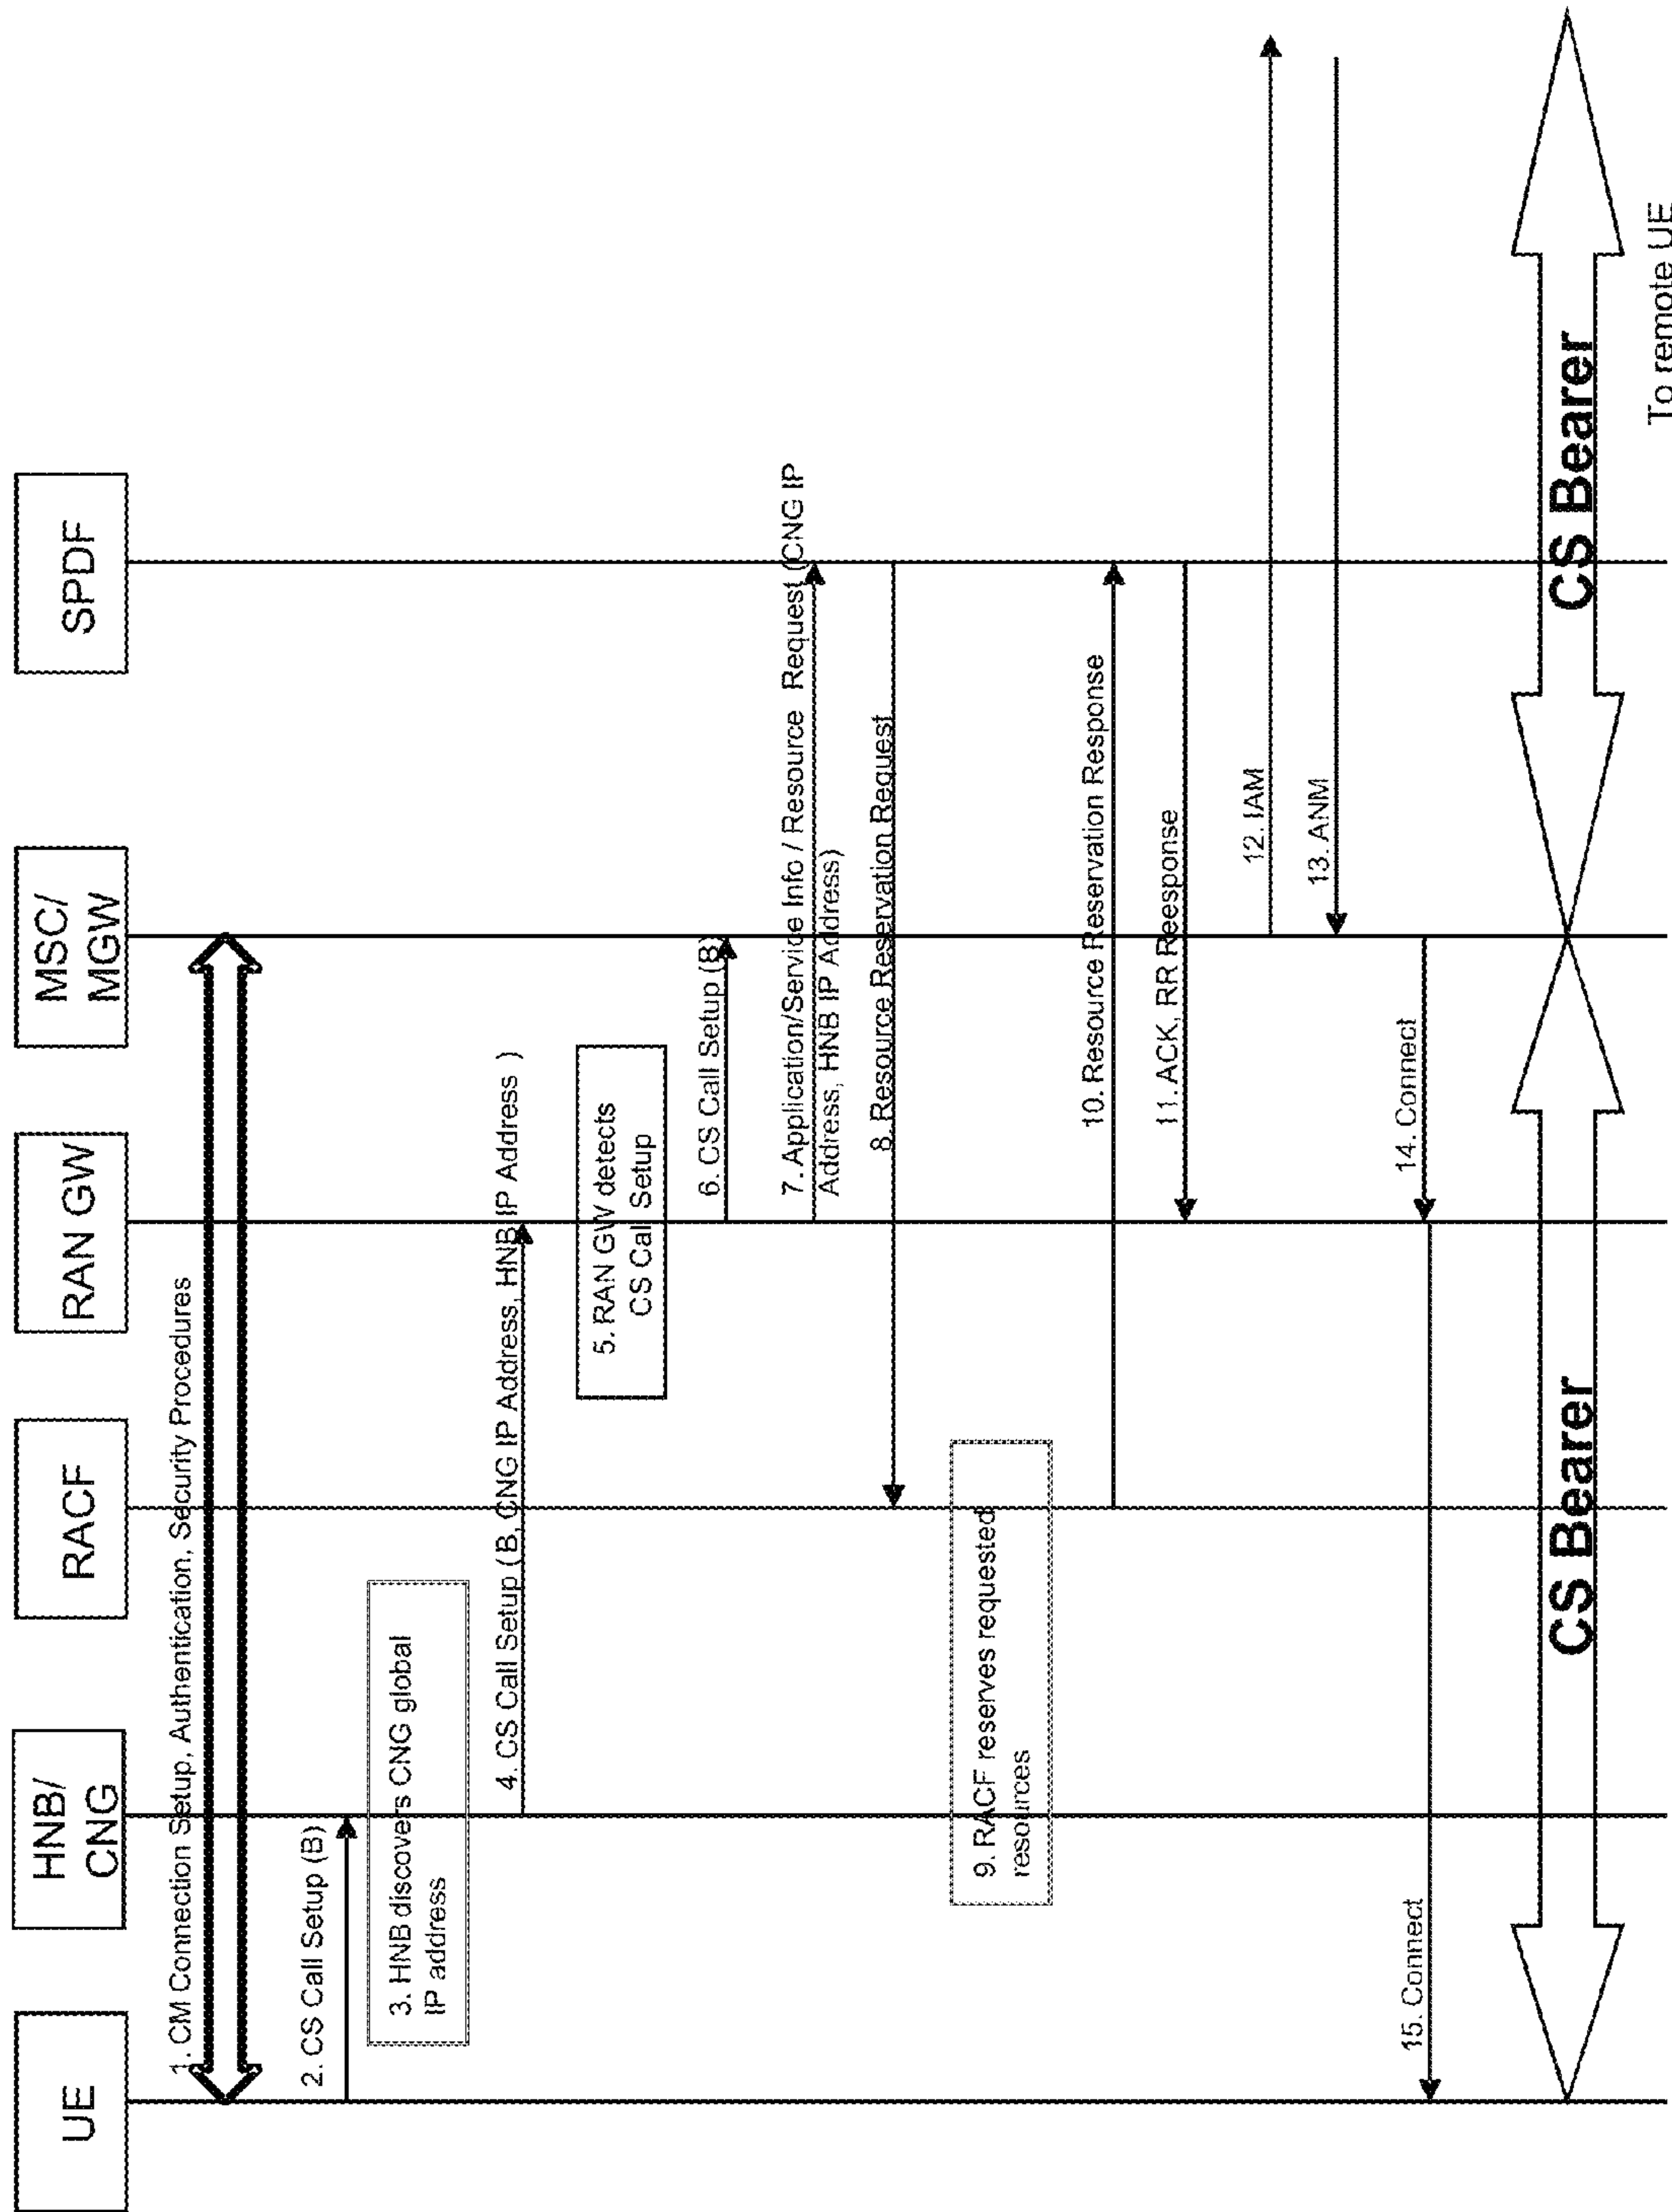 UE
HNB/
CNG
RACF
RAN GW
MSC/
MGW
SPDF
1. CM Connection Setup, Authentication, Security Procedures
2. CS Call Setup (B)
3. HNB discovers CNG global
IP address
4. CS Call Setup (B, CNG IP Address, HNB IP Address )
5. RAN GW detects
CS Call Setup
6. CS Call Setup (B)
7. Application/Service Info / Resource Request (CNG IP
Address, HNB IP Address)
8. Resource Reservation Request
9. RACF reserves requested
resources
10. Resource Reservation Response
11. ACK, RR Reesponse
12. IAM
13. ANM
14. Connect
15. Connect
CS Bearer
CS Bearer
To remote UE